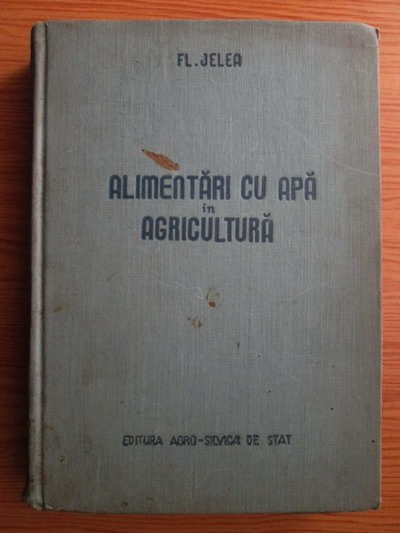 FL. JELEA
ALIMENTĂRI CU APĂ
în
AGRICULTURĂ
EDITURA AGRO-SILVICĂ DE STAT